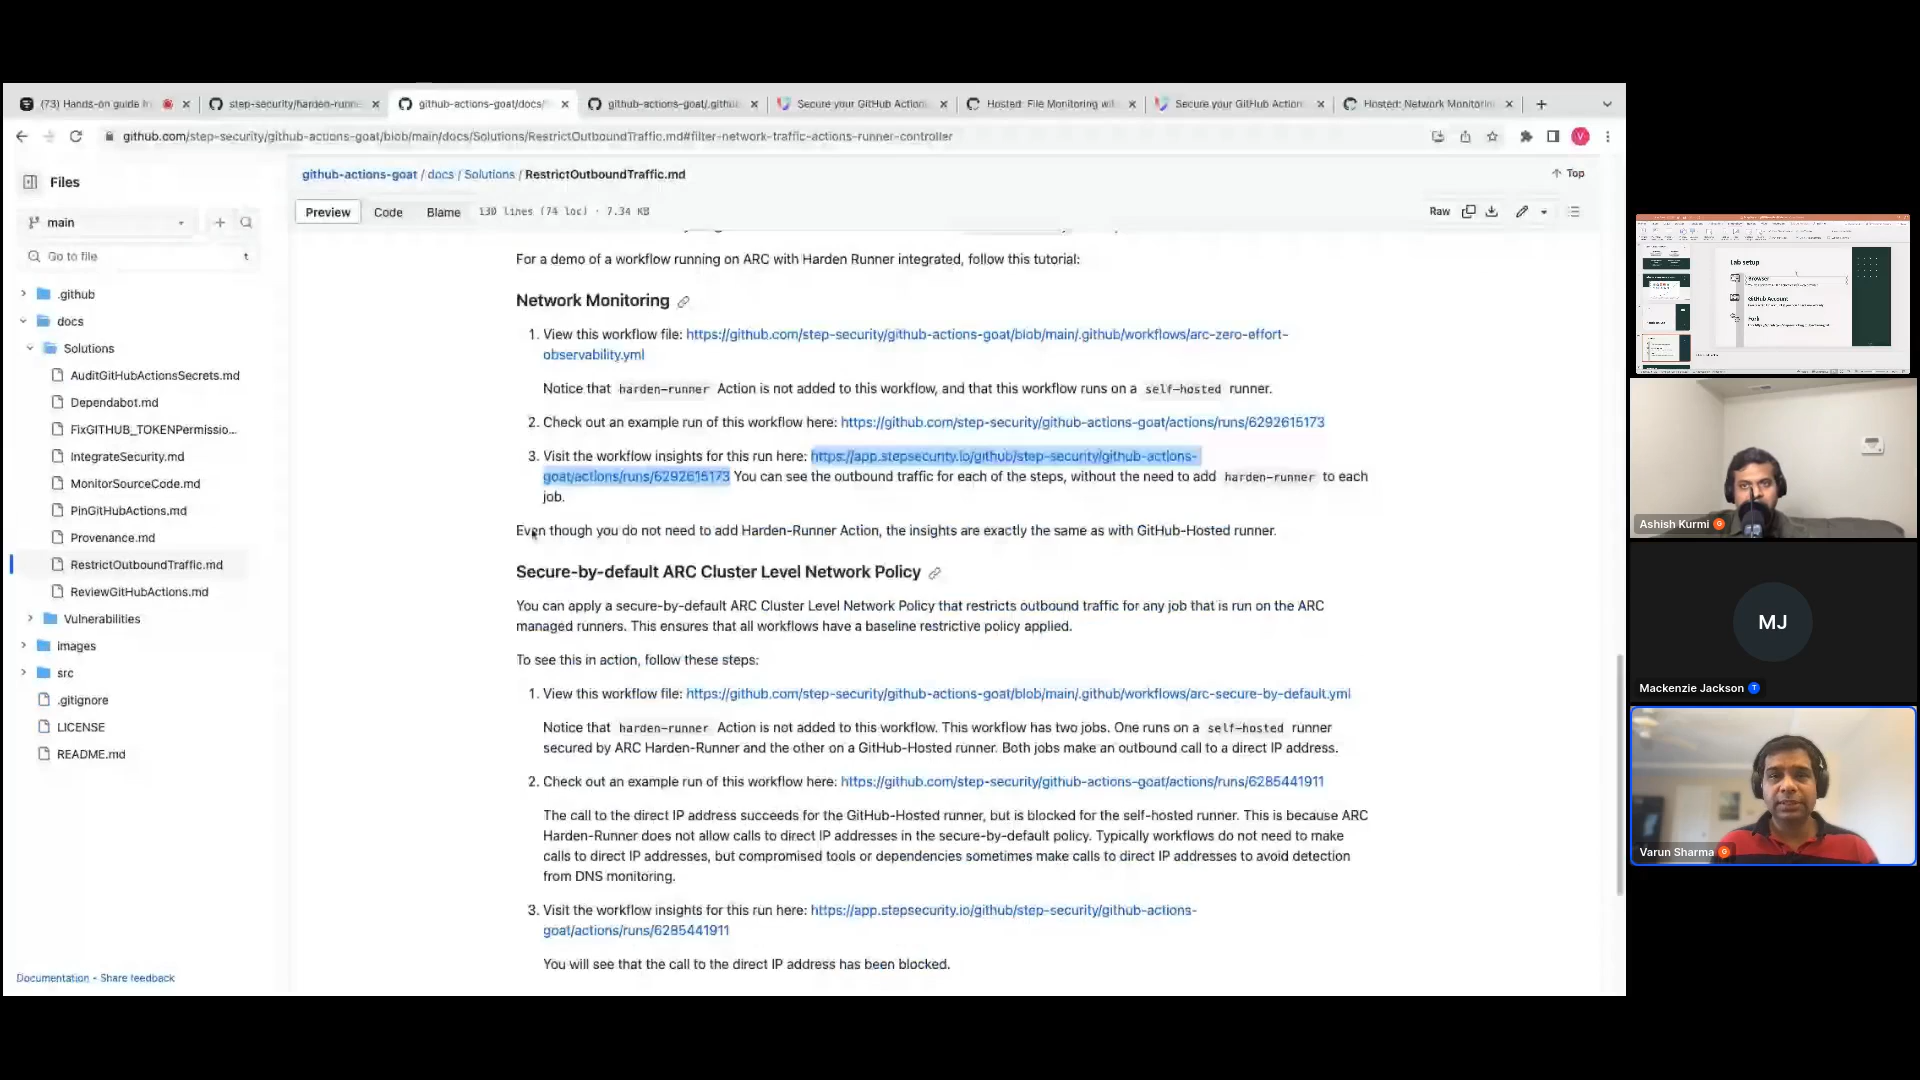 (73) Hands-on guide
step-security/harden-runne
github-actions-goat/docs/
github-actions-goat/.github
Secure your GitHub Action
Hosted: File Monitoring wit
Secure your GitHub Action
Hosted: Network Monitorin
github.com/step-security/github-actions-goat/blob/main/docs/Solutions/RestrictOutboundTraffic.md#filter-network-traffic-actions-runner-controller
Files
main
Go to file
t
.github
docs
Solutions
AuditGitHubActionsSecrets.md
Dependabot.md
FixGITHUB_TOKENPermissio...
IntegrateSecurity.md
MonitorSourceCode.md
PinGitHubActions.md
Provenance.md
RestrictOutboundTraffic.md
ReviewGitHubActions.md
Vulnerabilities
images
src
.gitignore
LICENSE
README.md
Documentation • Share feedback
github-actions-goat / docs / Solutions / RestrictOutboundTraffic.md
Top
Preview
Code
Blame
130 lines (74 loc) · 7.34 KB
Raw
For a demo of a workflow running on ARC with Harden Runner integrated, follow this tutorial:
Network Monitoring
1. View this workflow file: https://github.com/step-security/github-actions-goat/blob/main/.github/workflows/arc-zero-effort-
observability.yml
Notice that harden-runner Action is not added to this workflow, and that this workflow runs on a self-hosted runner.
2. Check out an example run of this workflow here: https://github.com/step-security/github-actions-goat/actions/runs/6292615173
3. Visit the workflow insights for this run here: https://app.stepsecurity.io/github/step-security/github-actions-
goat/actions/runs/6292615173 You can see the outbound traffic for each of the steps, without the need to add harden-runner to each
job.
Even though you do not need to add Harden-Runner Action, the insights are exactly the same as with GitHub-Hosted runner.
Secure-by-default ARC Cluster Level Network Policy
You can apply a secure-by-default ARC Cluster Level Network Policy that restricts outbound traffic for any job that is run on the ARC
managed runners. This ensures that all workflows have a baseline restrictive policy applied.
To see this in action, follow these steps:
1. View this workflow file: https://github.com/step-security/github-actions-goat/blob/main/.github/workflows/arc-secure-by-default.yml
Notice that harden-runner Action is not added to this workflow. This workflow has two jobs. One runs on a self-hosted runner
secured by ARC Harden-Runner and the other on a GitHub-Hosted runner. Both jobs make an outbound call to a direct IP address.
2. Check out an example run of this workflow here: https://github.com/step-security/github-actions-goat/actions/runs/6285441911
The call to the direct IP address succeeds for the GitHub-Hosted runner, but is blocked for the self-hosted runner. This is because ARC
Harden-Runner does not allow calls to direct IP addresses in the secure-by-default policy. Typically workflows do not need to make
calls to direct IP addresses, but compromised tools or dependencies sometimes make calls to direct IP addresses to avoid detection
from DNS monitoring.
3. Visit the workflow insights for this run here: https://app.stepsecurity.io/github/step-security/github-actions-
goat/actions/runs/6285441911
You will see that the call to the direct IP address has been blocked.
Lab setup
Browser
GitHub Account
Fork
Ashish Kurmi
MJ
Mackenzie Jackson
Varun Sharma